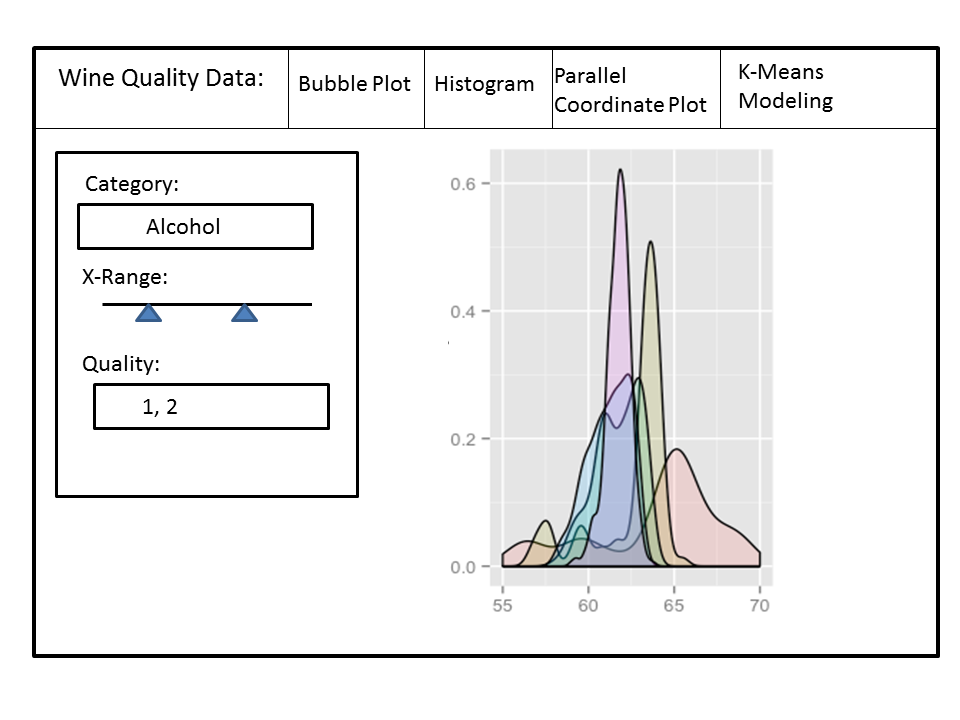 Wine Quality Data:
Bubble Plot
Histogram
Parallel
Coordinate Plot
K-Means
Modeling
Category:
Alcohol
X-Range:
Quality:
1, 2
0.6
0.4
0.2
0.0
55 60 65 70